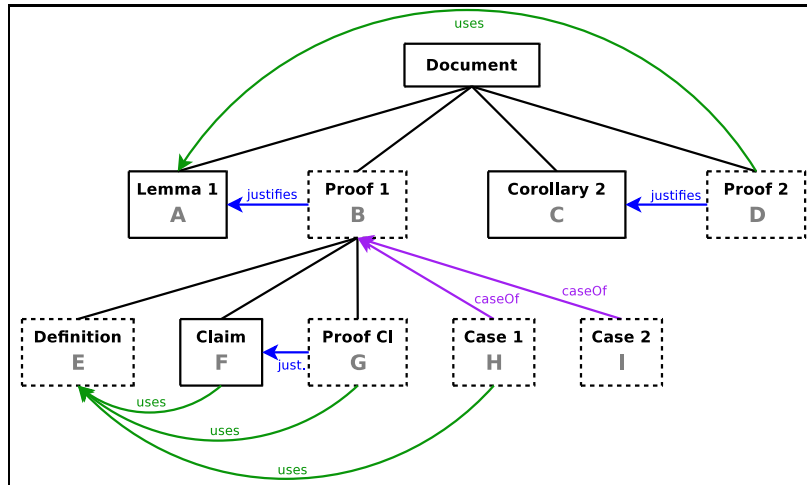 uses
Document
Lemma 1
A
justifies
Proof 1
B
Corollary 2
C
justifies
Proof 2
D
caseOf
caseOf
Definition
E
Claim
F
just.
Proof Cl
G
Case 1
H
Case 2
I
uses
uses
uses